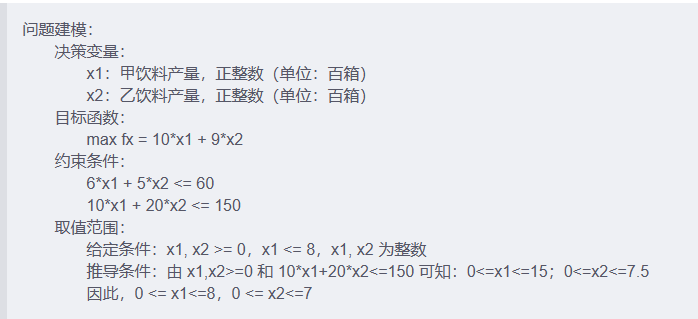 问题建模：
决策变量：
x1：甲饮料产量，正整数（单位：百箱）
x2：乙饮料产量，正整数（单位：百箱）
目标函数：
max fx = 10*x1 + 9*x2
约束条件：
6*x1 + 5*x2 <= 60
10*x1 + 20*x2 <= 150
取值范围：
给定条件：x1, x2 >= 0，x1 <= 8，x1, x2 为整数
推导条件：由 x1,x2>=0 和 10*x1+20*x2<=150 可知：0<=x1<=15；0<=x2<=7.5
因此，0 <= x1<=8，0 <= x2<=7